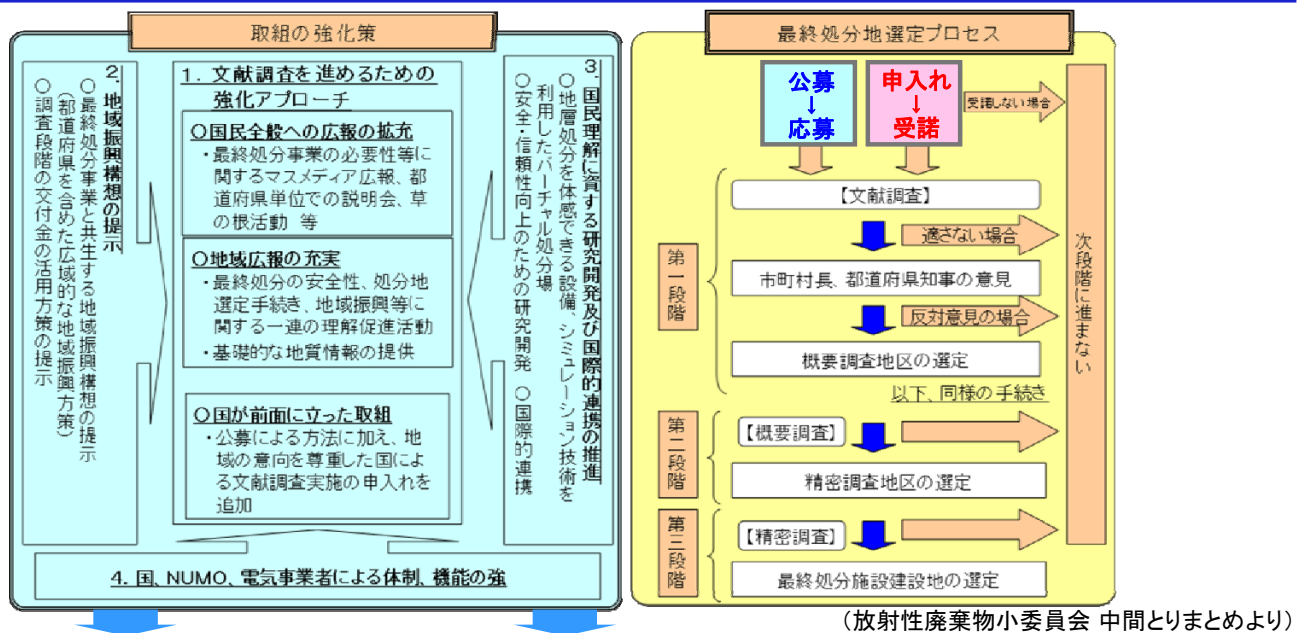 取組の強化策
2．地域振興構想の提示
○最終処分事業と共生する地域振興構想の提示
（都道府県を含めた広域的な地域振興方策）
○調査段階の交付金の活用方策の提示
1．文献調査を進めるための
強化アプローチ
○国民全般への広報の拡充
・最終処分事業の必要性等に
関するマスメディア広報、都
道府県単位での説明会、草
の根活動 等
○地域広報の充実
・最終処分の安全性、処分地
選定手続き、地域振興等に
関する一連の理解促進活動
・基礎的な地質情報の提供
○国が前面に立った取組
・公募による方法に加え、地
域の意向を尊重した国によ
る文献調査実施の申入れを
追加
3．国民理解に資する研究開発及び国際的連携の推進
○地層処分を体感できる設備、シミュレーション技術を
利用したバーチャル処分場
○安全・信頼性向上のための研究開発 ○国際的連携
4．国、NUMO、電気事業者による体制、機能の強
最終処分地選定プロセス
公募
↓
応募
申入れ
↓
受諾
受諾しない場合
第一段階
【文献調査】
適さない場合
市町村長、都道府県知事の意見
反対意見の場合
概要調査地区の選定
以下、同様の手続き
第二段階
【概要調査】
精密調査地区の選定
第三段階
【精密調査】
最終処分施設建設地の選定
次段階に進まない
（放射性廃棄物小委員会 中間とりまとめより）